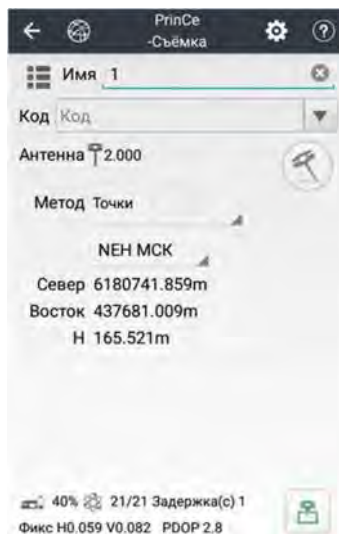 PrinCe
-Съёмка
Имя 1
Код Код
Антенна 2.000
Метод Точки
NEH МСК
Север 6180741.859m
Восток 437681.009m
H 165.521m
40% 21/21 Задержка(с) 1
Фикс H0.059 V0.082 PDOP 2.8